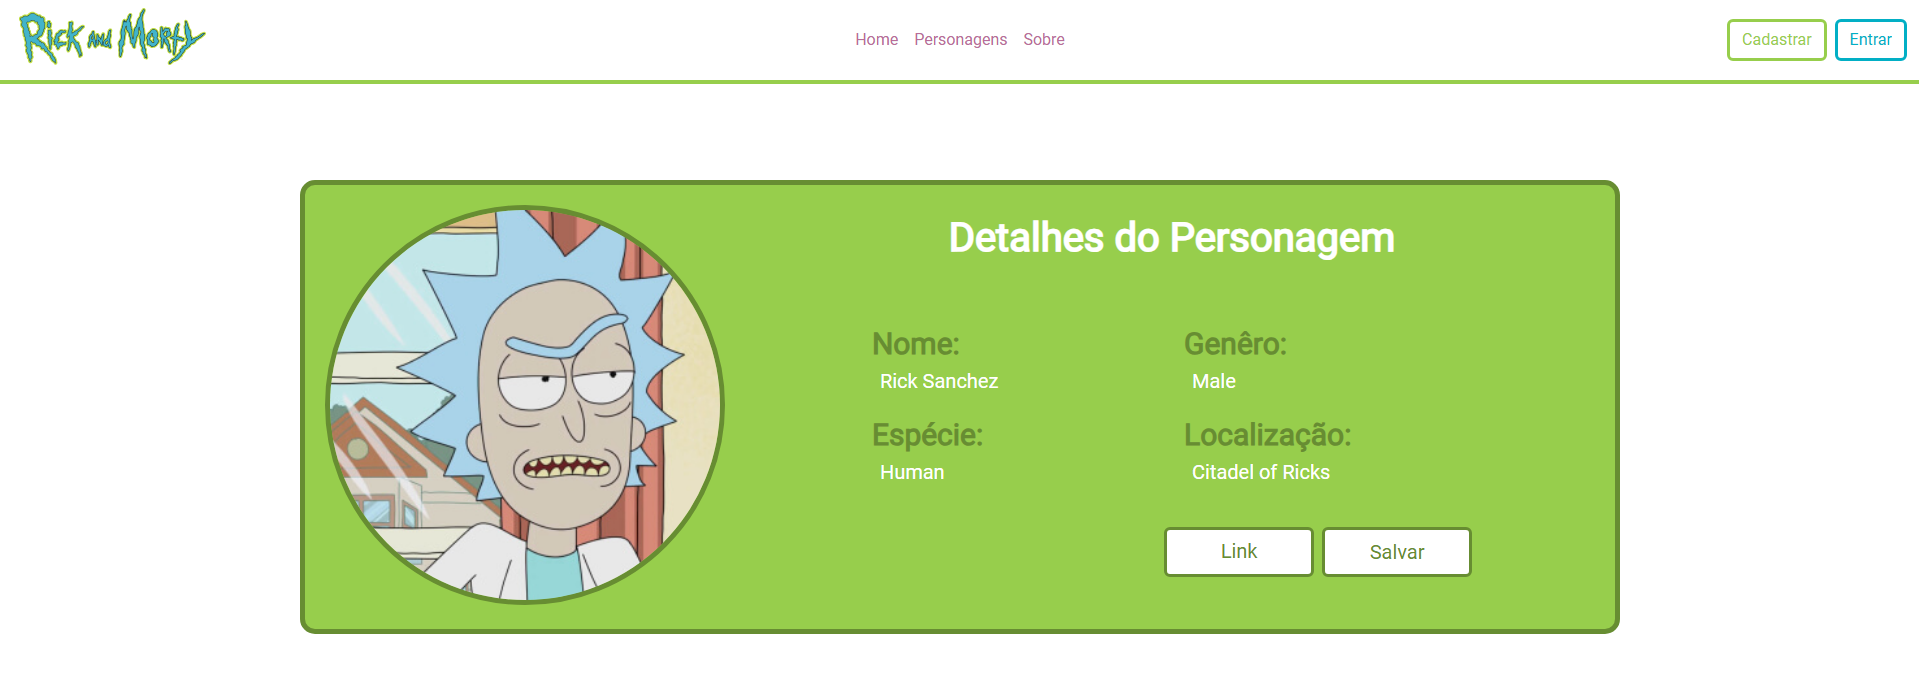 Rick and Morty
Home Personagens Sobre
Cadastrar Entrar
Detalhes do Personagem
Nome: Genêro:
Rick Sanchez Male
Espécie: Localização:
Human Citadel of Ricks
Link Salvar